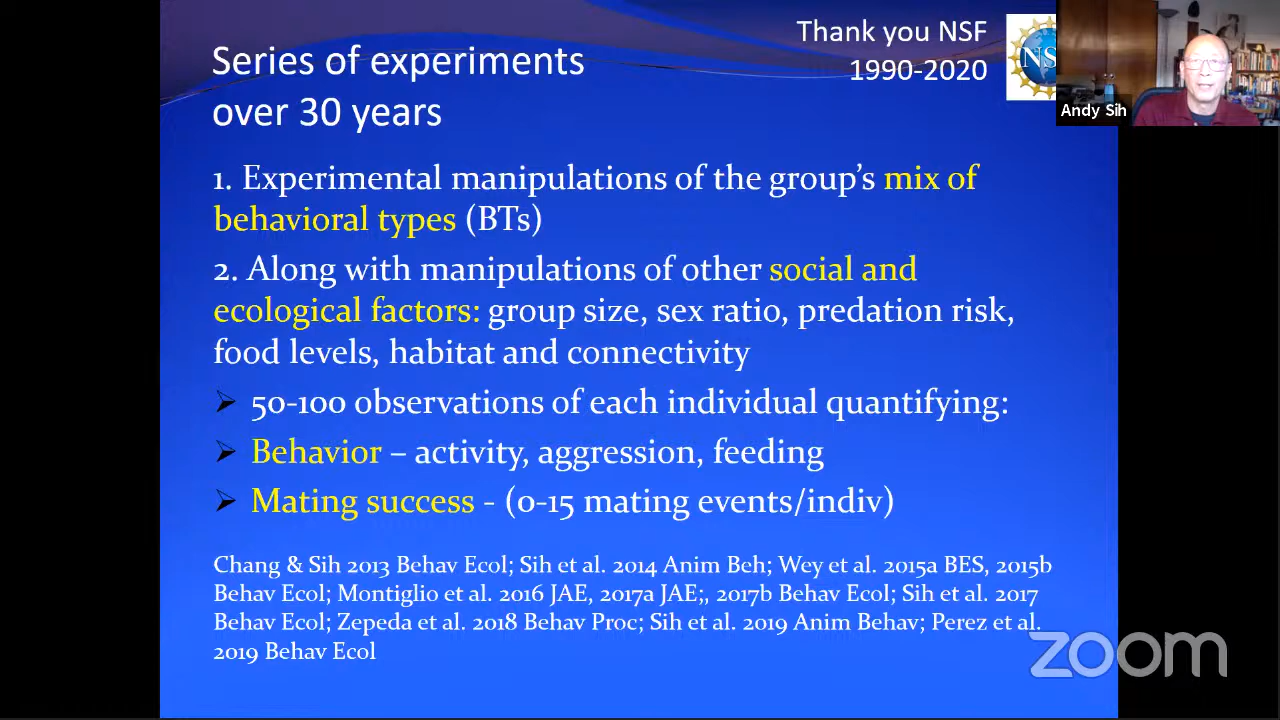 Series of experiments
over 30 years
Thank you NSF
1990-2020
NS
Andy Sih
1. Experimental manipulations of the group's mix of
behavioral types (BTs)
2. Along with manipulations of other social and
ecological factors: group size, sex ratio, predation risk,
food levels, habitat and connectivity
50-100 observations of each individual quantifying:
Behavior – activity, aggression, feeding
Mating success - (0-15 mating events/indiv)
Chang & Sih 2013 Behav Ecol; Sih et al. 2014 Anim Beh; Wey et al. 2015a BES, 2015b
Behav Ecol; Montiglio et al. 2016 JAE, 2017a JAE;, 2017b Behav Ecol; Sih et al. 2017
Behav Ecol; Zepeda et al. 2018 Behav Proc; Sih et al. 2019 Anim Behav; Perez et al.
2019 Behav Ecol
zoom